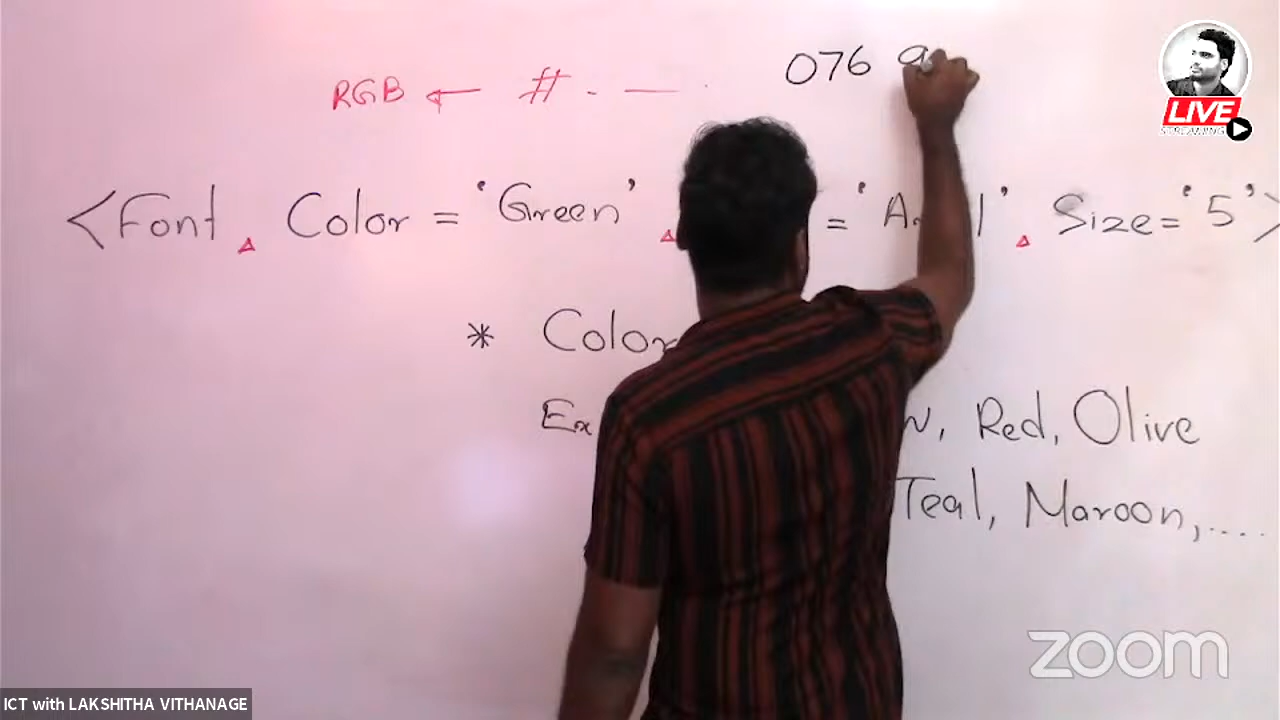 076 9
RGB ← # . — .
<Font Color = 'Green' = ' Size = '5'>
* Color
Ex , Red, Olive
Teal, Maroon, ....
LIVE
STREAMING
zoom
ICT with LAKSHITHA VITHANAGE